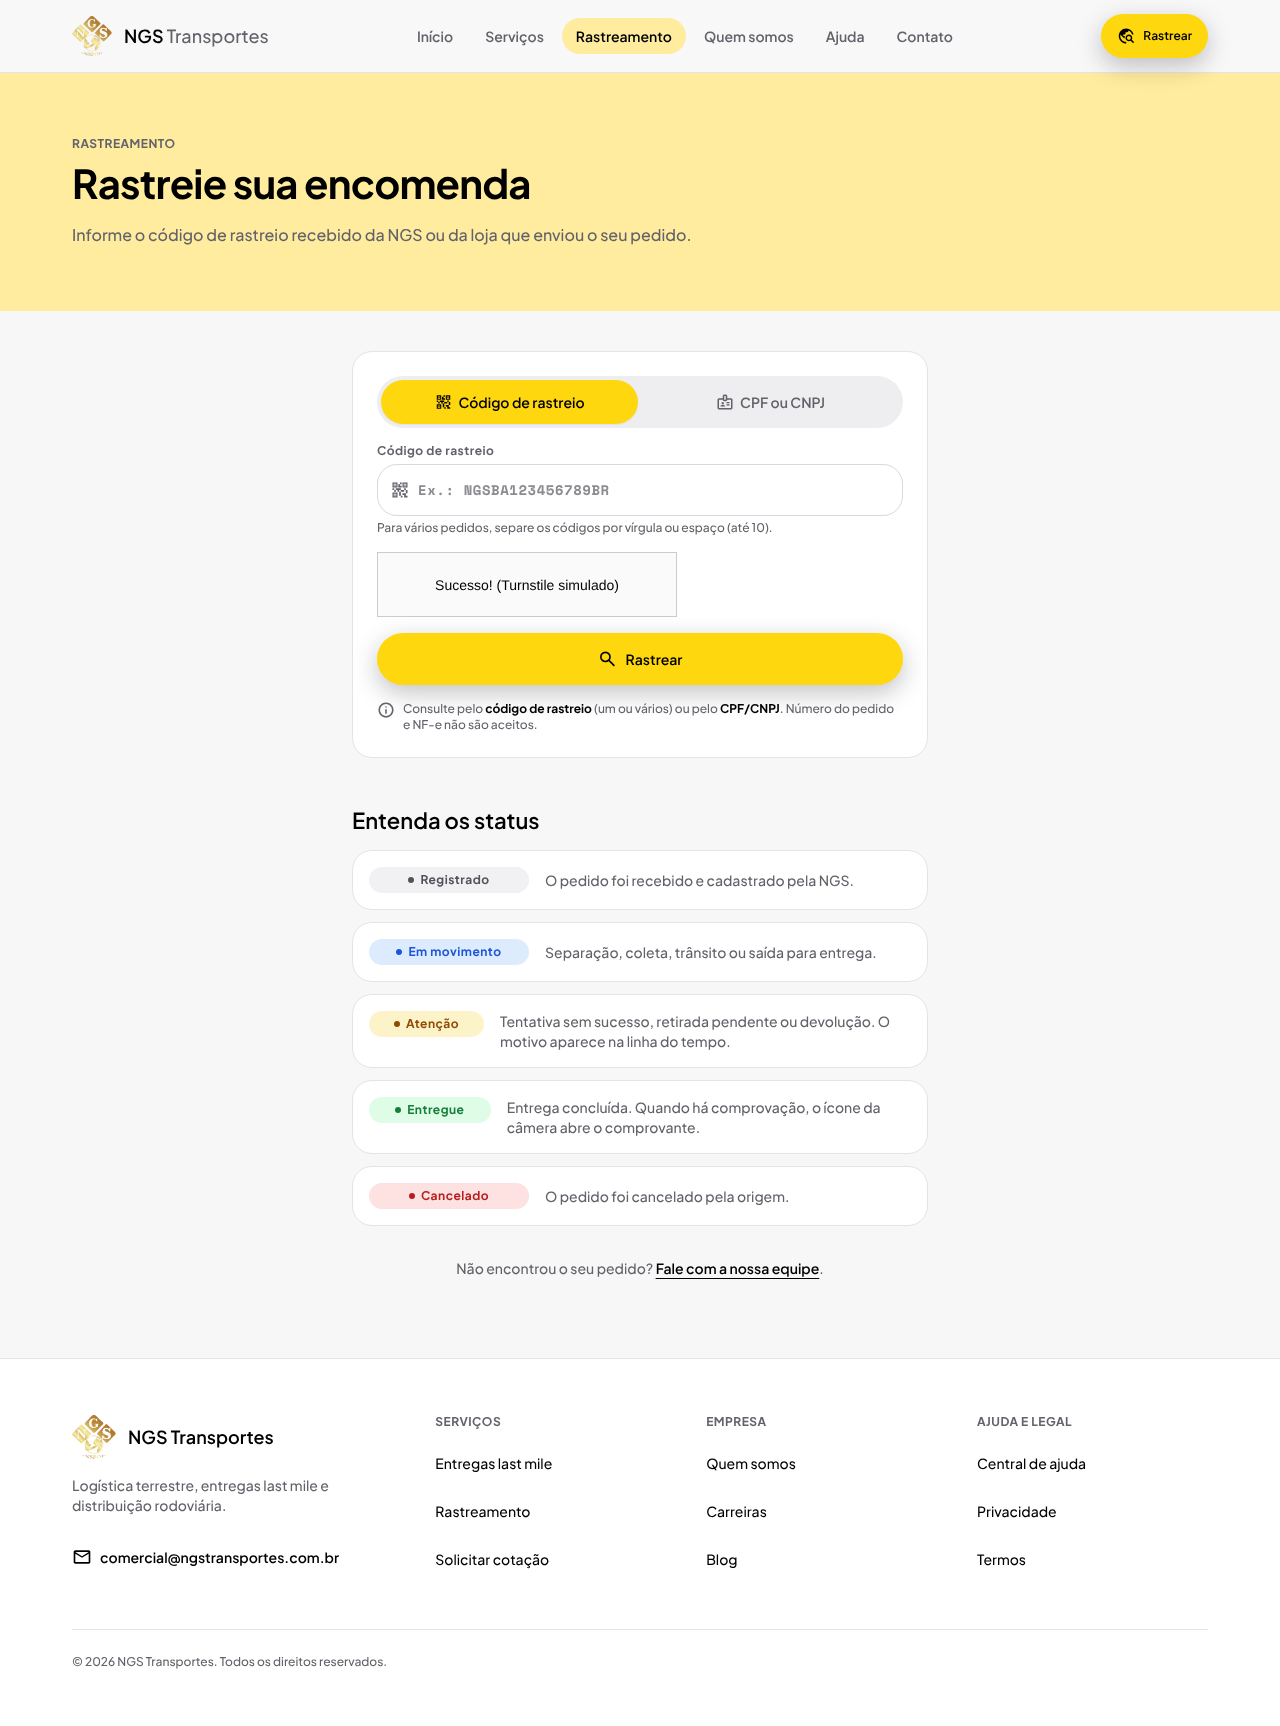 NGS Transportes
Início
Serviços
Rastreamento
Quem somos
Ajuda
Contato
Rastrear
RASTREAMENTO
Rastreie sua encomenda
Informe o código de rastreio recebido da NGS ou da loja que enviou o seu pedido.
Código de rastreio
CPF ou CNPJ
Código de rastreio
Ex.: NGSBA123456789BR
Para vários pedidos, separe os códigos por vírgula ou espaço (até 10).
Sucesso! (Turnstile simulado)
Rastrear
Consulte pelo código de rastreio (um ou vários) ou pelo CPF/CNPJ. Número do pedido
e NF-e não são aceitos.
Entenda os status
Registrado
O pedido foi recebido e cadastrado pela NGS.
Em movimento
Separação, coleta, trânsito ou saída para entrega.
Atenção
Tentativa sem sucesso, retirada pendente ou devolução. O
motivo aparece na linha do tempo.
Entregue
Entrega concluída. Quando há comprovação, o ícone da
câmera abre o comprovante.
Cancelado
O pedido foi cancelado pela origem.
Não encontrou o seu pedido? Fale com a nossa equipe.
NGS Transportes
Logística terrestre, entregas last mile e
distribuição rodoviária.
comercial@ngstransportes.com.br
SERVIÇOS
Entregas last mile
Rastreamento
Solicitar cotação
EMPRESA
Quem somos
Carreiras
Blog
AJUDA E LEGAL
Central de ajuda
Privacidade
Termos
© 2026 NGS Transportes. Todos os direitos reservados.